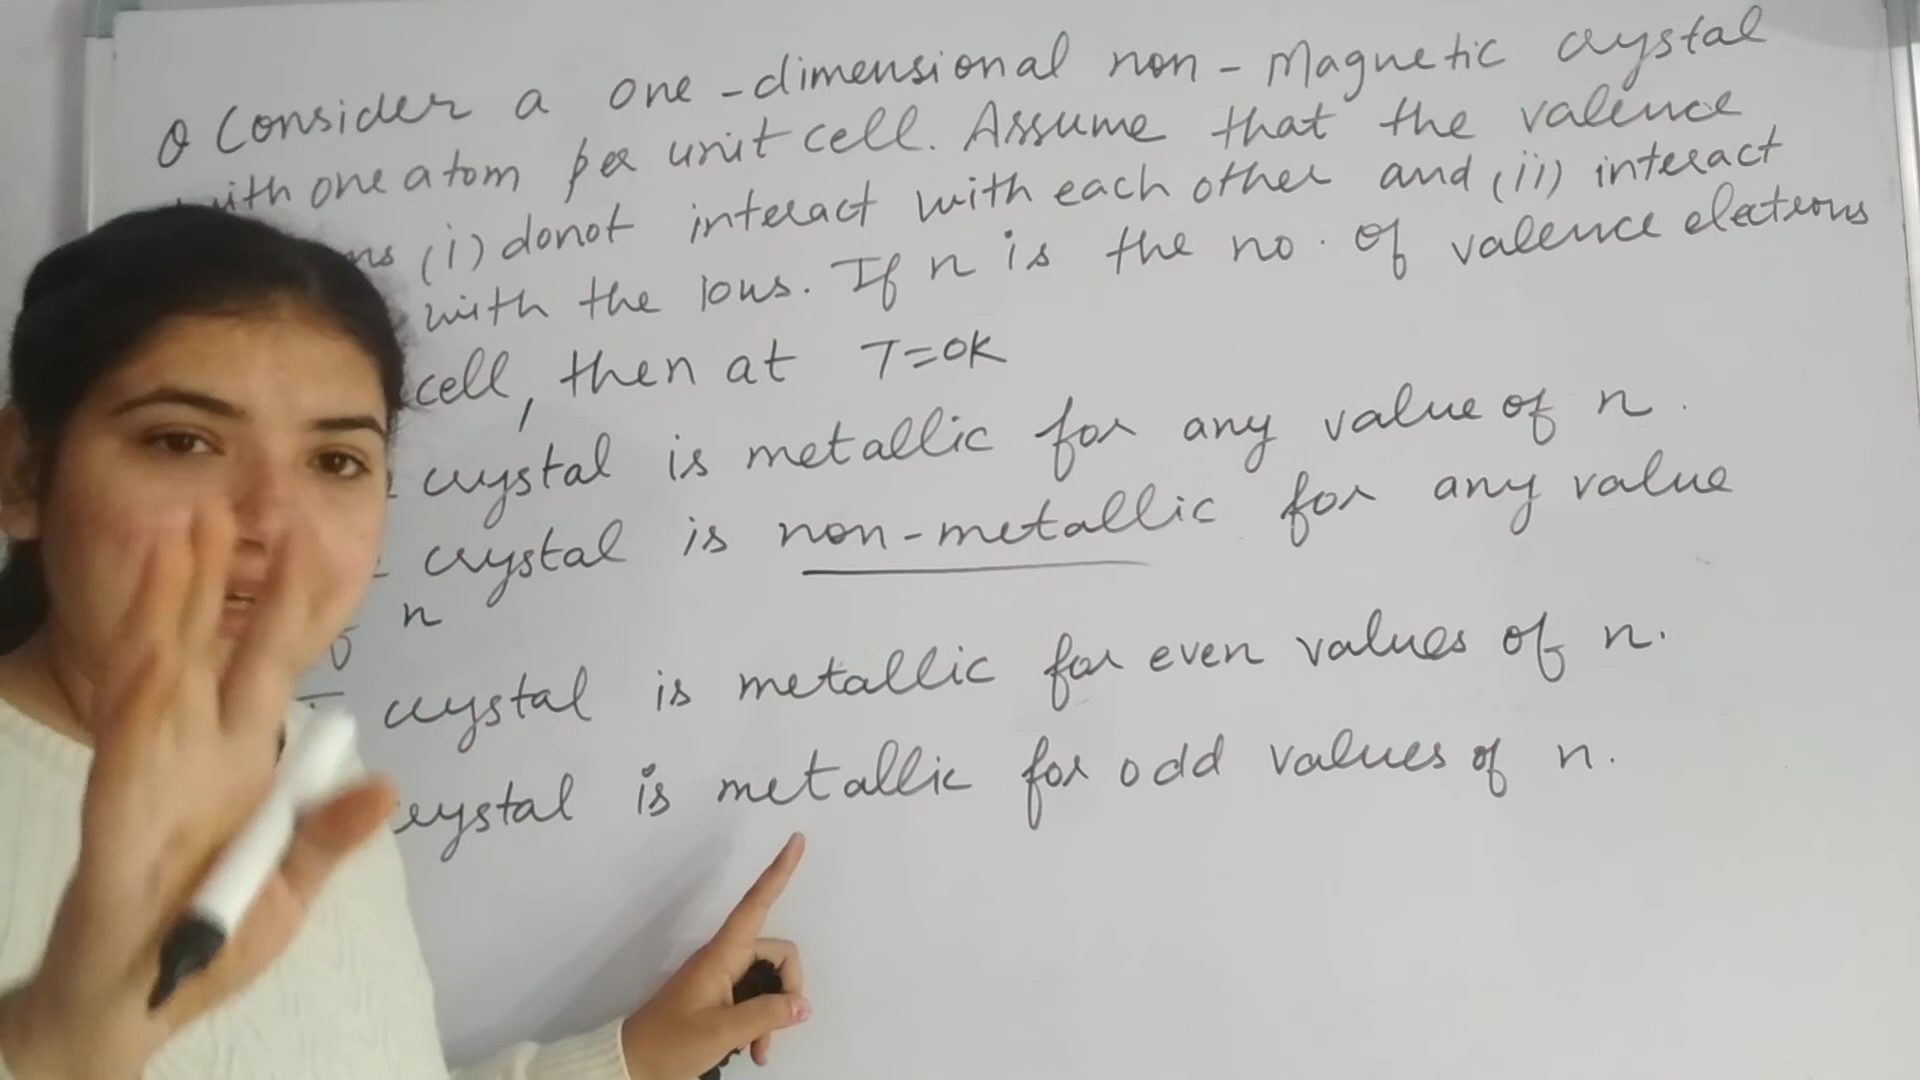 Q Consider a one-dimensional non-Magnetic crystal
with one atom per unit cell. Assume that the valence
(i) donot interact with each other and (ii) interact
with the ions. If n is the no. of valence electrons
cell, then at T=0K
crystal is metallic for any value of n.
crystal is non-metallic for any value
n
crystal is metallic for even values of n.
crystal is metallic for odd values of n.